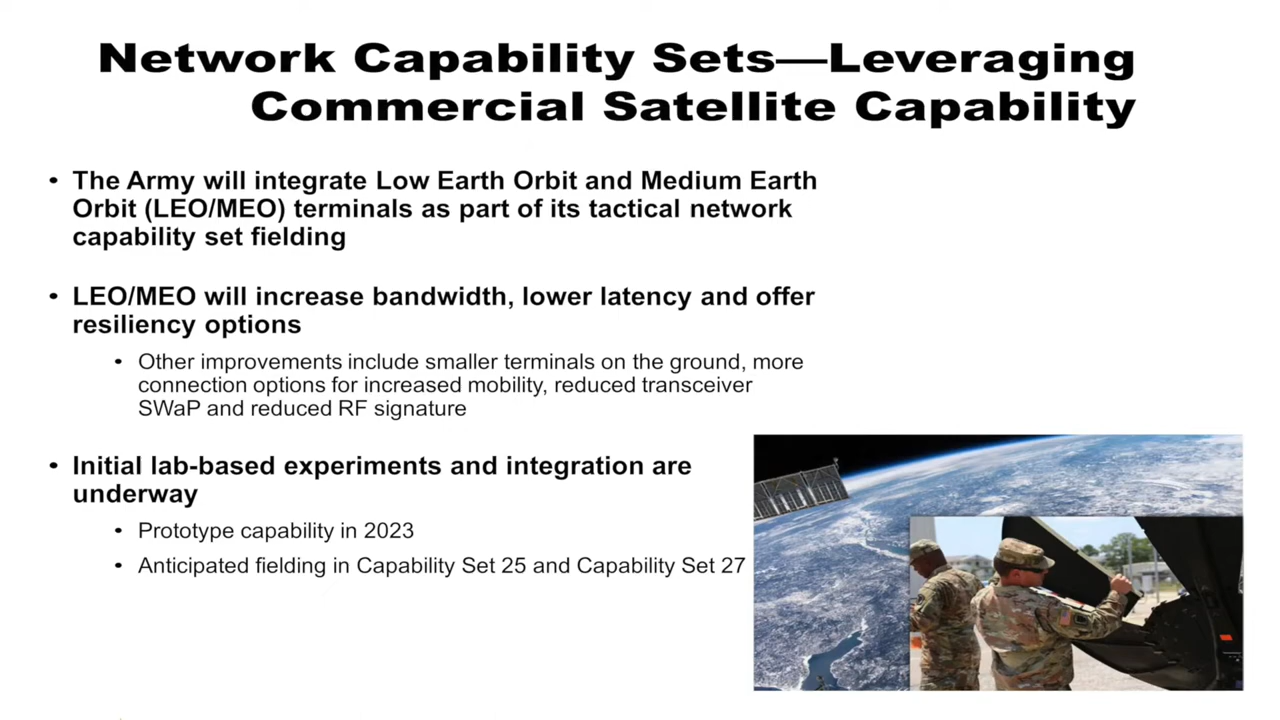 Network Capability Sets—Leveraging
Commercial Satellite Capability
• The Army will integrate Low Earth Orbit and Medium Earth
Orbit (LEO/MEO) terminals as part of its tactical network
capability set fielding
• LEO/MEO will increase bandwidth, lower latency and offer
resiliency options
• Other improvements include smaller terminals on the ground, more
connection options for increased mobility, reduced transceiver
SWaP and reduced RF signature
• Initial lab-based experiments and integration are
underway
• Prototype capability in 2023
• Anticipated fielding in Capability Set 25 and Capability Set 27